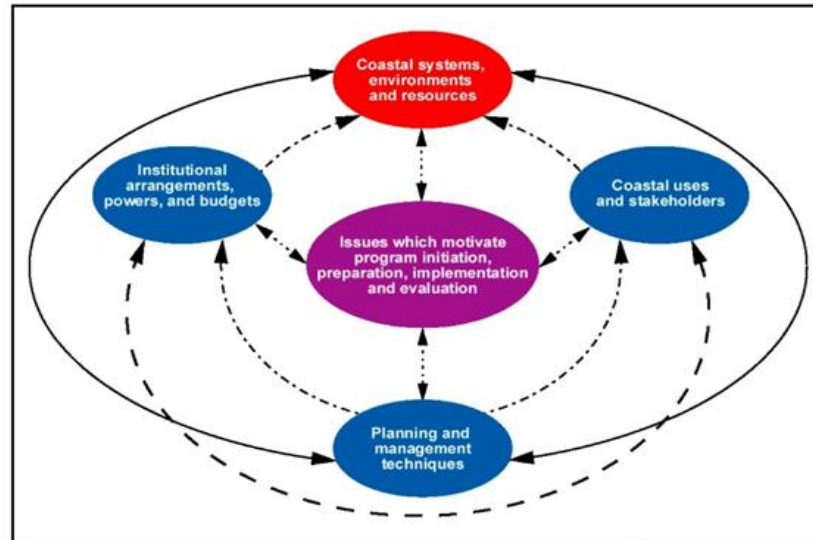 Coastal systems,
environments
and resources
Institutional
arrangements,
powers, and budgets
Coastal uses
and stakeholders
Issues which motivate
program initiation,
preparation, implementation
and evaluation
Planning and
management
techniques